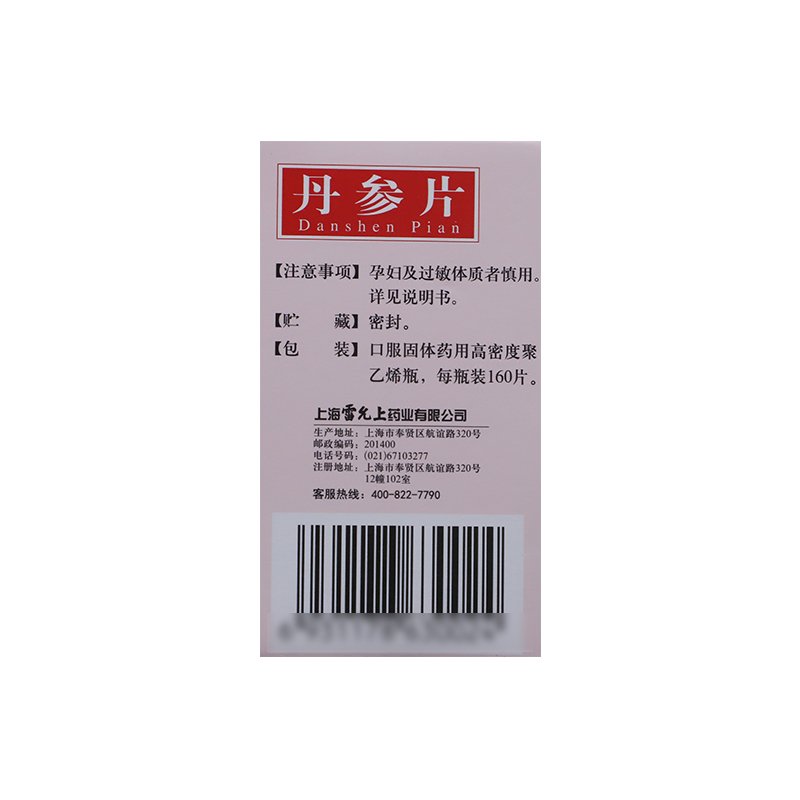 丹参片
Danshen Pian
【注意事项】孕妇及过敏体质者慎用。
详见说明书。
【贮 藏】密封。
【包 装】口服固体药用高密度聚
乙烯瓶，每瓶装160片。
上海雷允上药业有限公司
生产地址：上海市奉贤区航谊路320号
邮政编码：201400
电话号码：(021)67103277
注册地址：上海市奉贤区航谊路320号
12幢102室
客服热线：400-822-7790